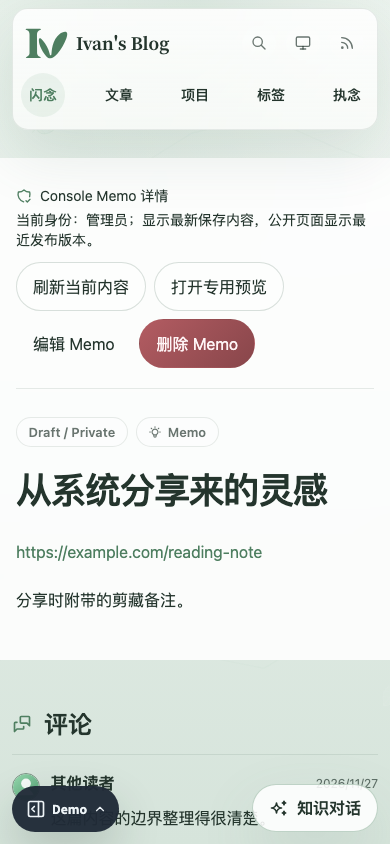 Ivan's Blog
闪念 文章 项目 标签 执念
Console Memo 详情
当前身份：管理员；显示最新保存内容，公开页面显示最
近发布版本。
刷新当前内容 打开专用预览
编辑 Memo 删除 Memo
Draft / Private Memo
从系统分享来的灵感
https://example.com/reading-note
分享时附带的剪藏备注。
评论
其他读者 2026/11/27
的边界整理得很清楚
Demo 知识对话